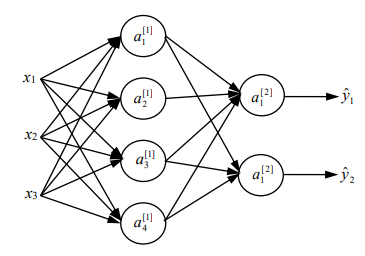 x₁
x₂
x₃
a₁^[1]
a₂^[1]
a₃^[1]
a₄^[1]
a₁^[2]
a₁^[2]
ŷ₁
ŷ₂